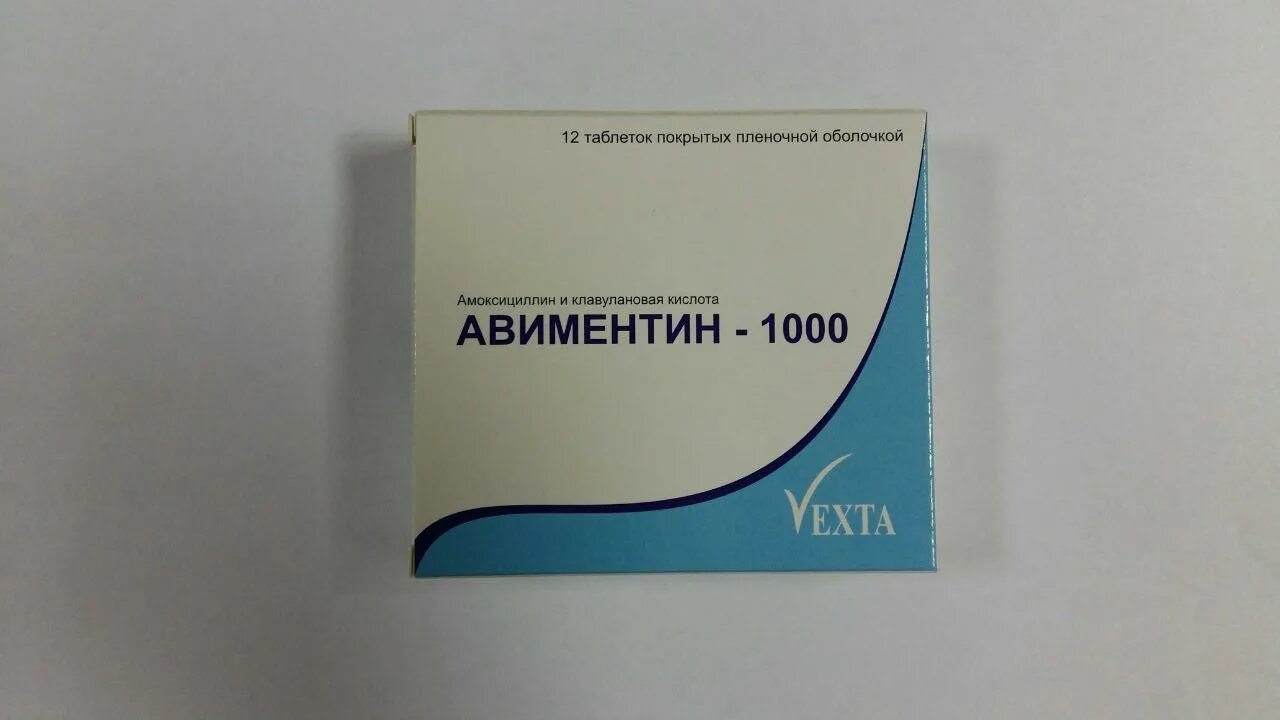 12 таблеток покрытых пленочной оболочкой
Амоксициллин и клавулановая кислота
АВИМЕНТИН - 1000
VEXTA